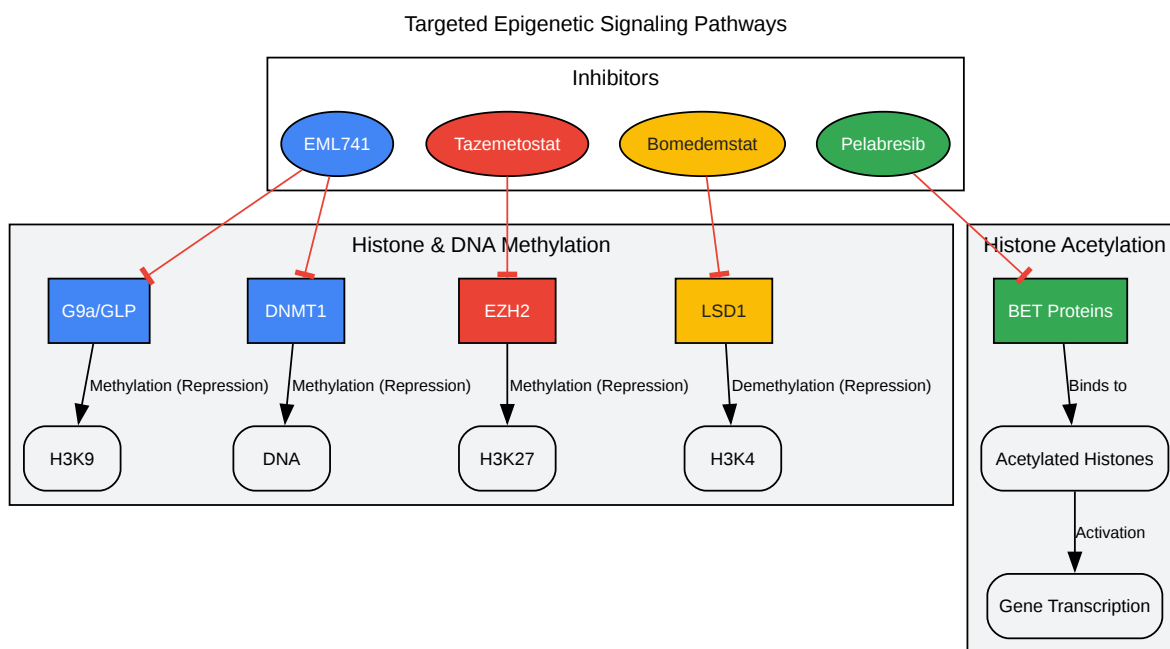 Targeted Epigenetic Signaling Pathways
Inhibitors
EML741
Tazemetostat
Bomedemstat
Pelabresib
Histone & DNA Methylation
Histone Acetylation
G9a/GLP
DNMT1
EZH2
LSD1
BET Proteins
Methylation (Repression)
Methylation (Repression)
Methylation (Repression)
Demethylation (Repression)
Binds to
H3K9
DNA
H3K27
H3K4
Acetylated Histones
Activation
Gene Transcription